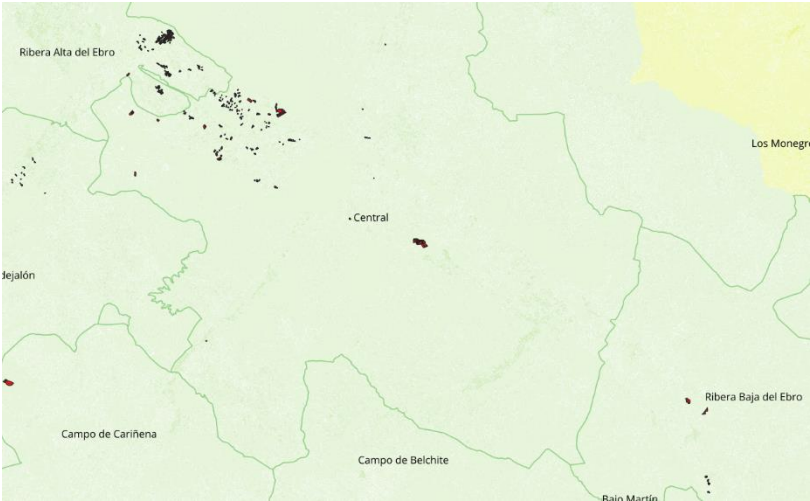 Ribera Alta del Ebro
Los Monegr
Central
dejalón
Ribera Baja del Ebro
Campo de Cariñena
Campo de Belchite
Bajo Martín